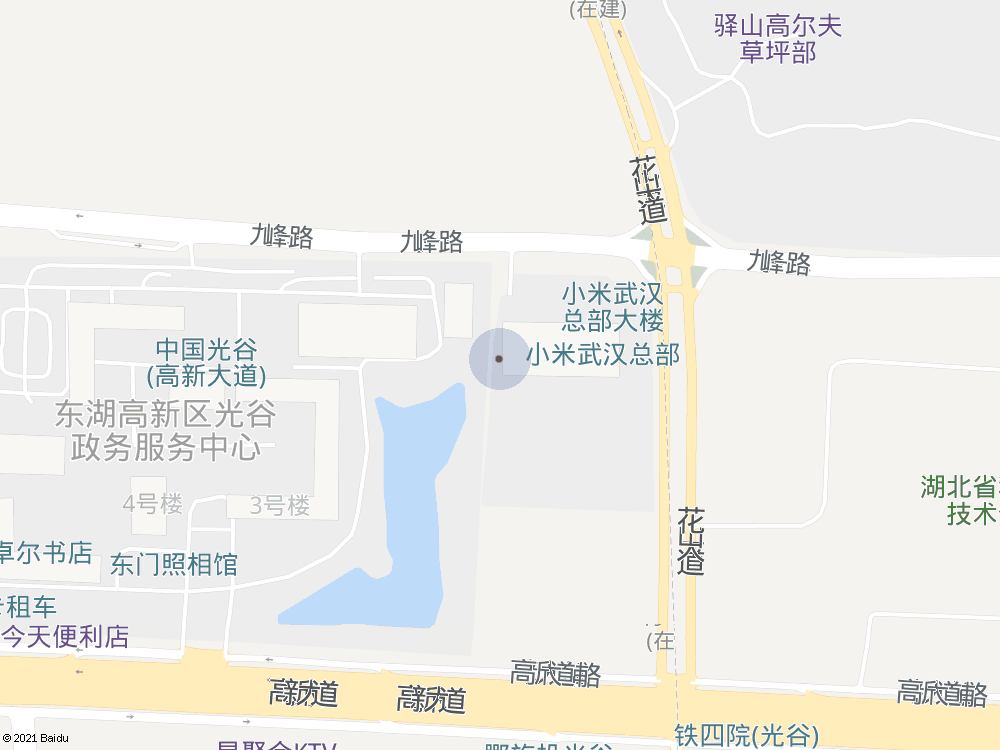 (在建)
驿山高尔夫
草坪部
花山大道
九峰路
九峰路
九峰路
小米武汉
总部大楼
小米武汉总部
中国光谷
(高新大道)
东湖高新区光谷
政务服务中心
4号楼
3号楼
湖北省
技术
花山大道
卓尔书店
东门照相馆
租车
今天便利店
(在
高新大道辅路
高新大道
高新大道
高新大道辅路
铁四院(光谷)
© 2021 Baidu